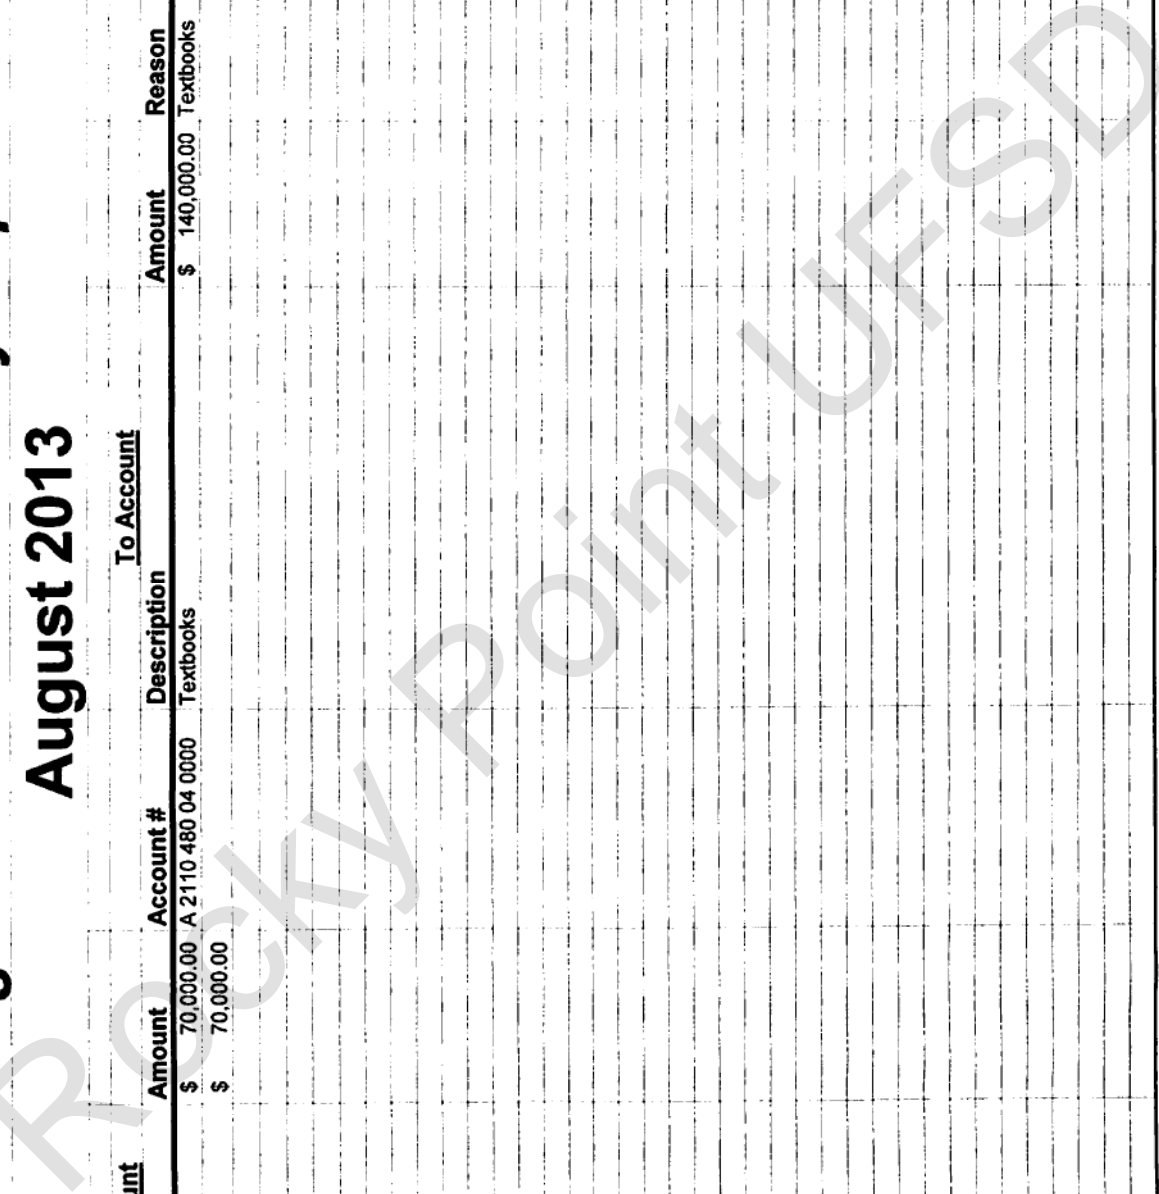 August 2013
To Account
Amount Account # Description Amount Reason
$ 70,000.00 A 2110 480 04 0000 Textbooks $ 140,000.00 Textbooks
$ 70,000.00
Rocky Point UFSD